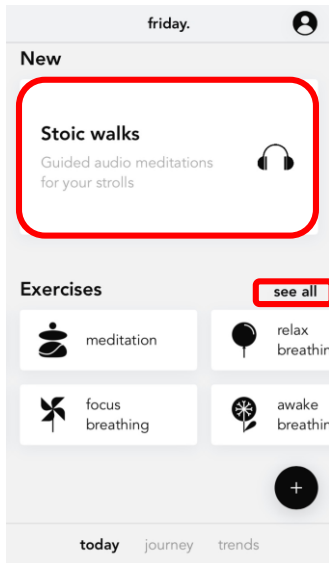 friday.
New
Stoic walks
Guided audio meditations
for your strolls
Exercises see all
meditation
relax
breathin
focus
breathing
awake
breathin
+
today journey trends